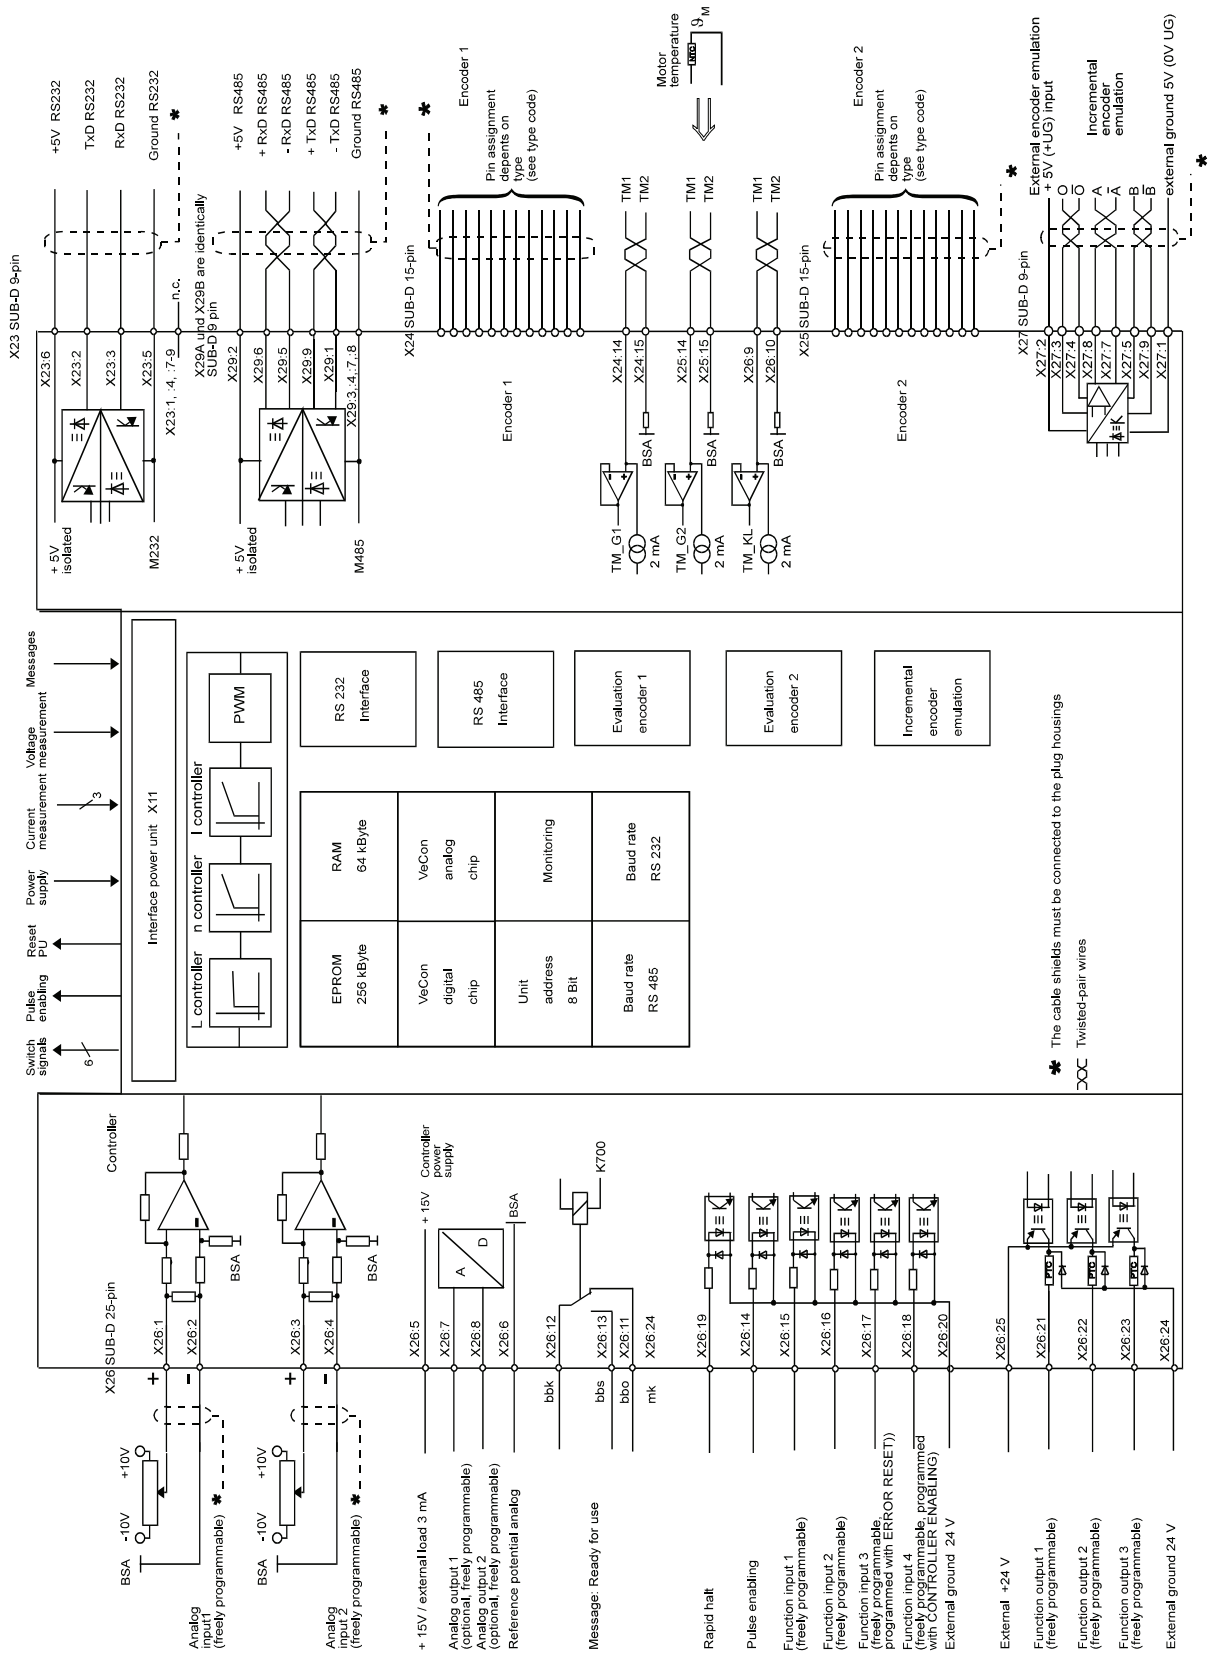 X23 SUB-D 9-pin
+5V RS232
TxD RS232
RxD RS232
Ground RS232
*
X23:6
X23:2
X23:3
X23:5
X23:1, :4, :7-9
n.c.
+ 5V
isolated
M232
X29A und X29B are identically
SUB-D 9 pin
+5V RS485
+ RxD RS485
- RxD RS485
+ TxD RS485
- TxD RS485
Ground RS485
*
X29:2
X29:6
X29:5
X29:9
X29:1
X29:3,:4,:7,:8
+ 5V
isolated
M485
X24 SUB-D 15-pin
*
Encoder 1
Pin assignment
depents on
type
(see type code)
Encoder 1
Motor
temperature
NTC
ϑM
TM1
TM2
X24:14
X24:15
BSA
TM_G1
2 mA
TM1
TM2
X25:14
X25:15
BSA
TM_G2
2 mA
TM1
TM2
X26:9
X26:10
BSA
TM_KL
2 mA
X25 SUB-D 15-pin
Encoder 2
Pin assignment
depents on
type
(see type code)
*
Encoder 2
X27 SUB-D 9-pin
External encoder emulation
+ 5V (+UG) input
O
O̅
A
A̅
B
B̅
external ground 5V (0V UG)
Incremental
encoder
emulation
*
X27:2
X27:3
X27:4
X27:8
X27:7
X27:5
X27:9
X27:1
Messages
Voltage
measurement
Current
measurement
3
Power
supply
Reset
PU
Pulse
enabling
Switch
signals
6
Interface power unit X11
PWM
I controller
n controller
L controller
RS 232
Interface
RS 485
Interface
Evaluation
encoder 1
Evaluation
encoder 2
Incremental
encoder
emulation
RAM
64 kByte
VeCon
analog
chip
Monitoring
Baud rate
RS 232
EPROM
256 kByte
VeCon
digital
chip
Unit
address
8 Bit
Baud rate
RS 485
* The cable shields must be connected to the plug housings
Twisted-pair wires
Controller
X26 SUB-D 25-pin
X26:1
X26:2
BSA
+
-
+10V
-10V
BSA
Analog
input1
(freely programmable)
*
X26:3
X26:4
BSA
+
-
+10V
-10V
BSA
Analog
input 2
(freely programmable)
*
+ 15V
Controller
power
supply
A
D
BSA
X26:5
X26:7
X26:8
X26:6
+ 15V / external load 3 mA
Analog output 1
(optional, freely programmable)
Analog output 2
(optional, freely programmable)
Reference potential analog
K700
X26:12
X26:13
X26:11
X26:24
bbk
bbs
bbo
mk
Message: Ready for use
X26:19
X26:14
X26:15
X26:16
X26:17
X26:18
X26:20
Rapid halt
Pulse enabling
Function input 1
(freely programmable)
Function input 2
(freely programmable)
Function input 3
(freely programmable,
programmed with ERROR RESET))
Function input 4
(freely programmable, programmed
with CONTROLLER ENABLING)
External ground 24 V
PTC
PTC
PTC
X26:25
X26:21
X26:22
X26:23
X26:24
External +24 V
Function output 1
(freely programmable)
Function output 2
(freely programmable)
Function output 3
(freely programmable)
External ground 24 V